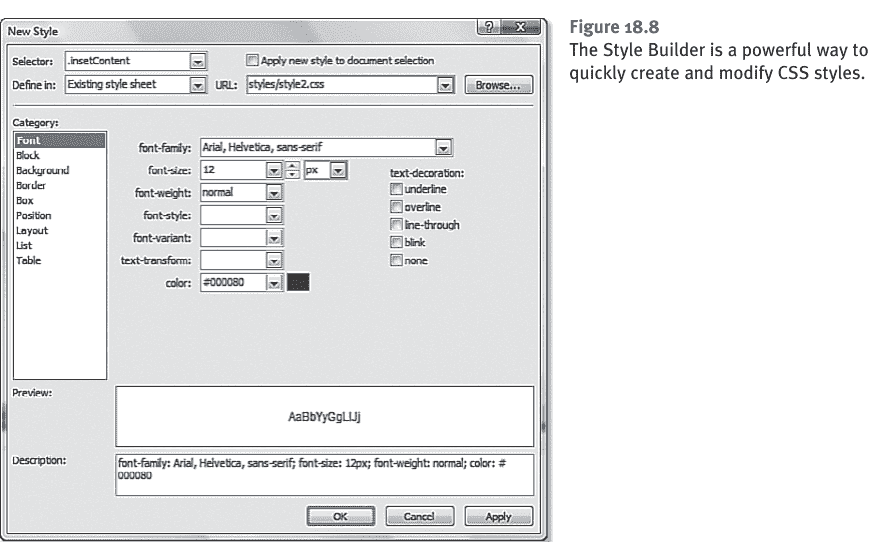 New Style
Selector: .insetContent Apply new style to document selection
Define in: Existing style sheet URL: styles/style2.css Browse...
Category:
Font
Block
Background
Border
Box
Position
Layout
List
Table
font-family: Arial, Helvetica, sans-serif
font-size: 12 px
font-weight: normal
font-style:
font-variant:
text-transform:
color: #000080
text-decoration:
underline
overline
line-through
blink
none
Preview:
AaBbYyGgLlJj
Description:
font-family: Arial, Helvetica, sans-serif; font-size: 12px; font-weight: normal; color: #
000080
OK Cancel Apply
Figure 18.8
The Style Builder is a powerful way to
quickly create and modify CSS styles.